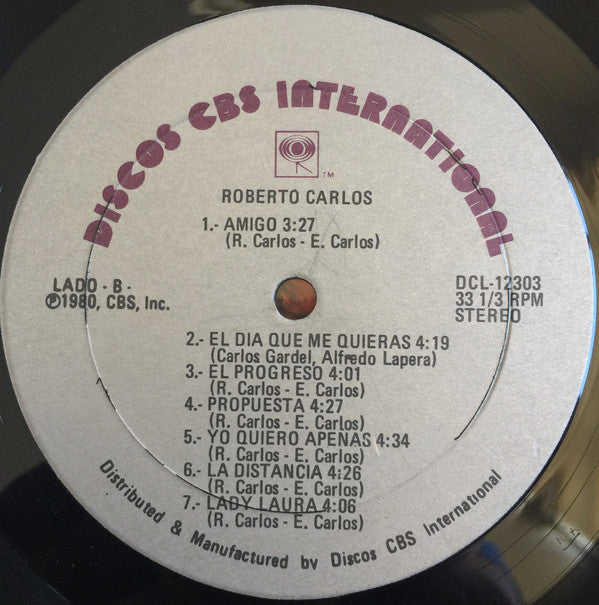 DISCOS CBS INTERNATIONAL
TM
ROBERTO CARLOS
1.- AMIGO 3:27
(R. Carlos - E. Carlos)
LADO - B -
℗1980, CBS, Inc.
DCL-12303
33 1/3 RPM
STEREO
2.- EL DIA QUE ME QUIERAS 4:19
(Carlos Gardel, Alfredo Lapera)
3.- EL PROGRESO 4:01
(R. Carlos - E. Carlos)
4.- PROPUESTA 4:27
(R. Carlos - E. Carlos)
5.- YO QUIERO APENAS 4:34
(R. Carlos - E. Carlos)
6.- LA DISTANCIA 4:26
(R. Carlos - E. Carlos)
7.- LADY LAURA 4:06
(R. Carlos - E. Carlos)
Distributed & Manufactured by Discos CBS International